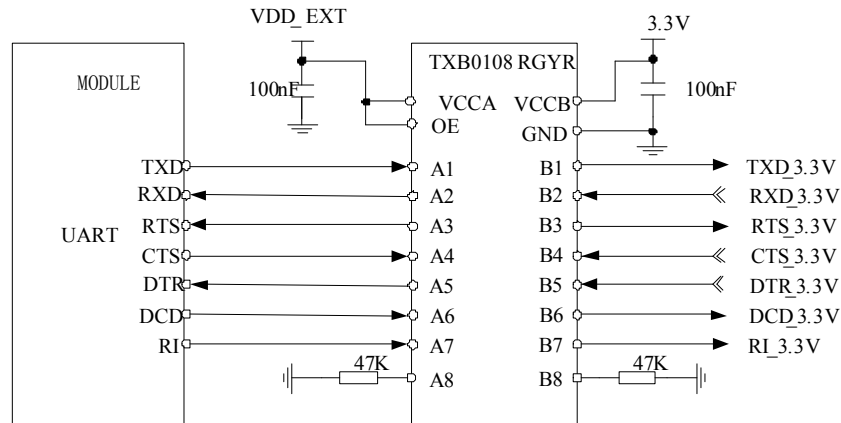 VDD_EXT
3.3V
MODULE
TXB0108 RGYR
100nF
100nF
VCCA
VCCB
OE
GND
TXD
A1
B1
TXD_3.3V
RXD
A2
B2
RXD_3.3V
RTS
A3
B3
RTS_3.3V
UART
CTS
A4
B4
CTS_3.3V
DTR
A5
B5
DTR_3.3V
DCD
A6
B6
DCD_3.3V
RI
A7
B7
RI_3.3V
47K
A8
B8
47K